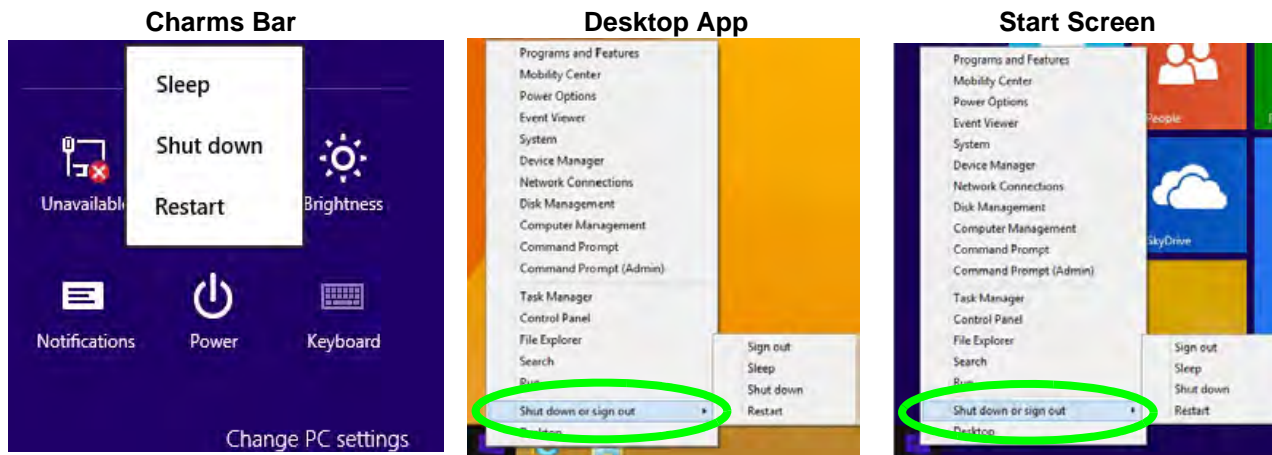 Charms Bar
Sleep
Shut down
Restart
Unavailabl
Brightness
Notifications
Power
Keyboard
Change PC settings
Desktop App
Programs and Features
Mobility Center
Power Options
Event Viewer
System
Device Manager
Network Connections
Disk Management
Computer Management
Command Prompt
Command Prompt (Admin)
Task Manager
Control Panel
File Explorer
Search
Run
Shut down or sign out
Desktop
Sign out
Sleep
Shut down
Restart
Start Screen
Programs and Features
Mobility Center
Power Options
Event Viewer
System
Device Manager
Network Connections
Disk Management
Computer Management
Command Prompt
Command Prompt (Admin)
Task Manager
Control Panel
File Explorer
Search
Run
Shut down or sign out
Desktop
Sign out
Sleep
Shut down
Restart
People
SkyDrive